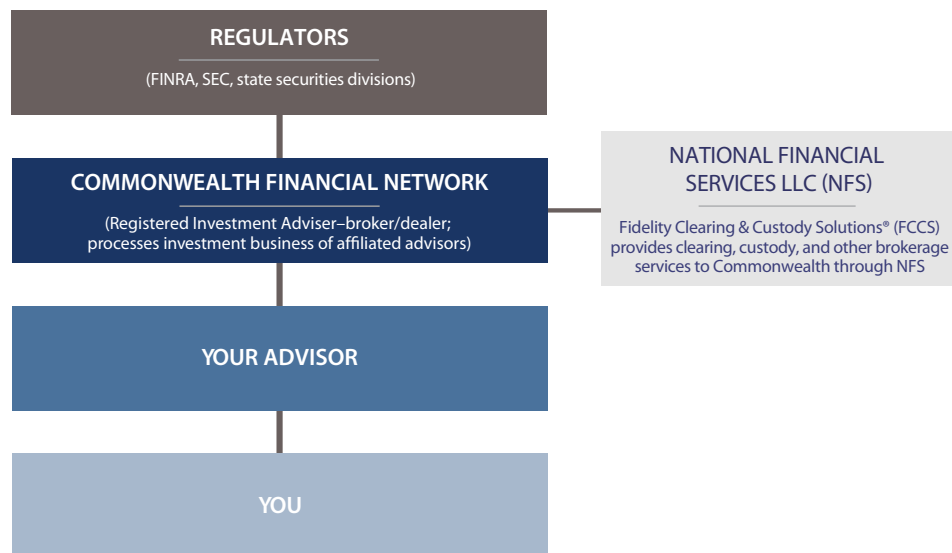 REGULATORS
(FINRA, SEC, state securities divisions)
COMMONWEALTH FINANCIAL NETWORK
(Registered Investment Adviser–broker/dealer;
processes investment business of affiliated advisors)
NATIONAL FINANCIAL
SERVICES LLC (NFS)
Fidelity Clearing & Custody Solutions® (FCCS)
provides clearing, custody, and other brokerage
services to Commonwealth through NFS
YOUR ADVISOR
YOU